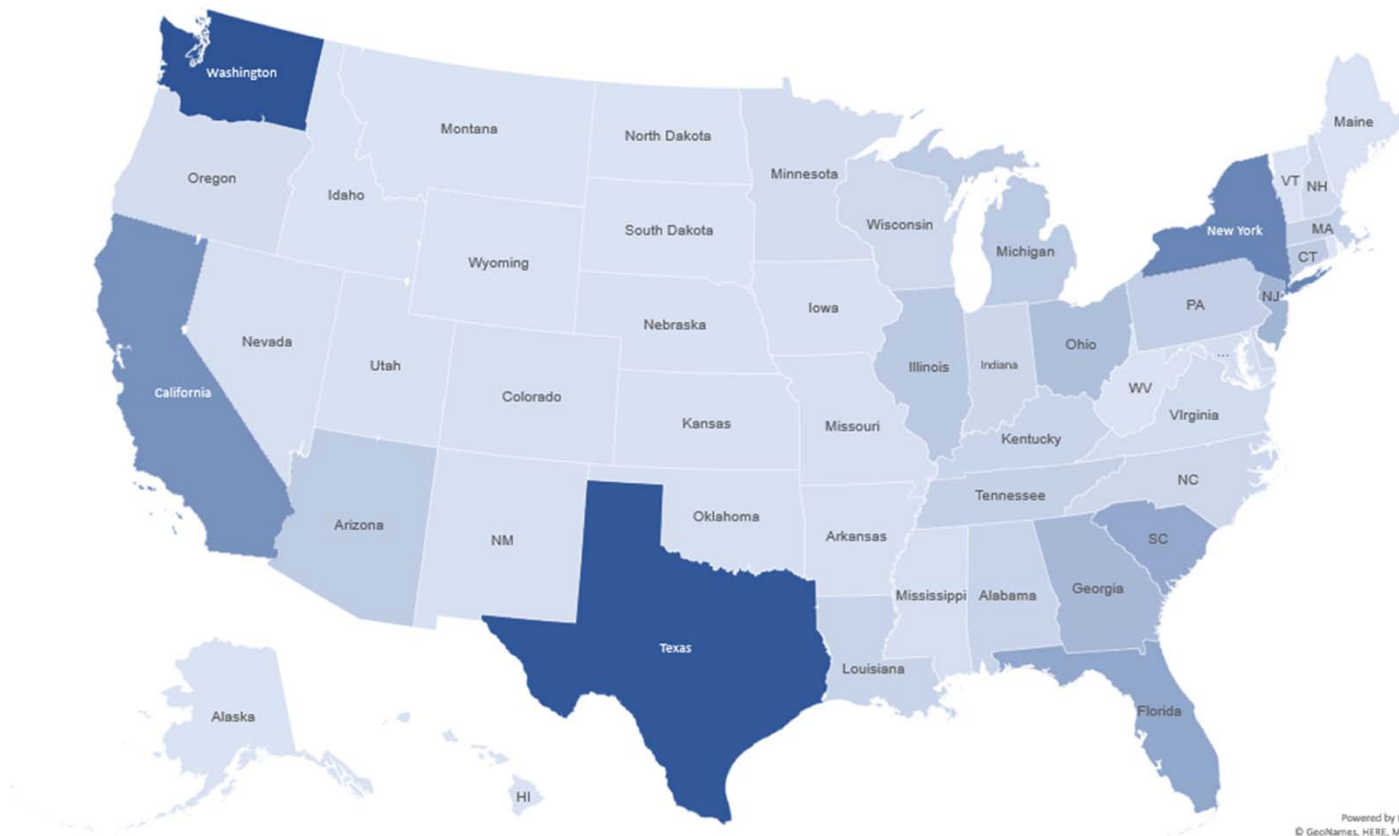 Washington
Montana
North Dakota
Minnesota
Maine
Oregon
Idaho
South Dakota
Wisconsin
Michigan
New York
VT
NH
MA
CT
Wyoming
Nebraska
Iowa
PA
NJ
Nevada
Utah
Colorado
Illinois
Indiana
Ohio
...
California
Kansas
Missouri
WV
VIrginia
Kentucky
NC
Tennessee
Arizona
NM
Oklahoma
Arkansas
SC
Mississippi
Alabama
Georgia
Texas
Louisiana
Florida
Alaska
HI
Powered by
© GeoNames, HERE, M